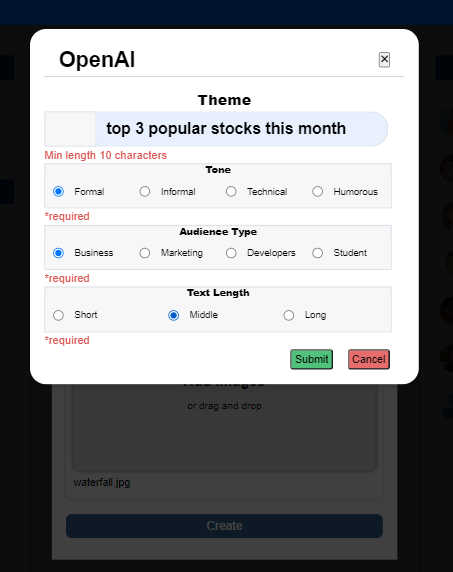 OpenAI
×
Theme
top 3 popular stocks this month
Min length 10 characters
Tone
Formal Informal Technical Humorous
*required
Audience Type
Business Marketing Developers Student
*required
Text Length
Short Middle Long
*required
Submit Cancel
or drag and drop
waterfall.jpg
Create